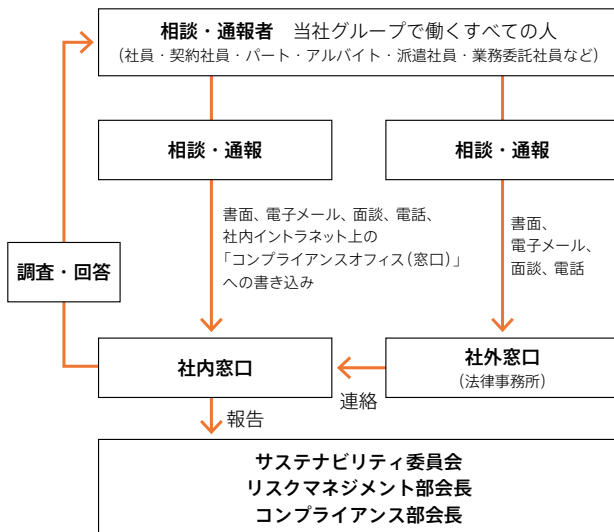 相談・通報者 当社グループで働くすべての人
（社員・契約社員・パート・アルバイト・派遣社員・業務委託社員など）
相談・通報
相談・通報
書面、電子メール、面談、電話、
社内イントラネット上の
「コンプライアンスオフィス（窓口）」
への書き込み
書面、
電子メール、
面談、電話
調査・回答
社内窓口
社外窓口
（法律事務所）
連絡
報告
サステナビリティ委員会
リスクマネジメント部会長
コンプライアンス部会長